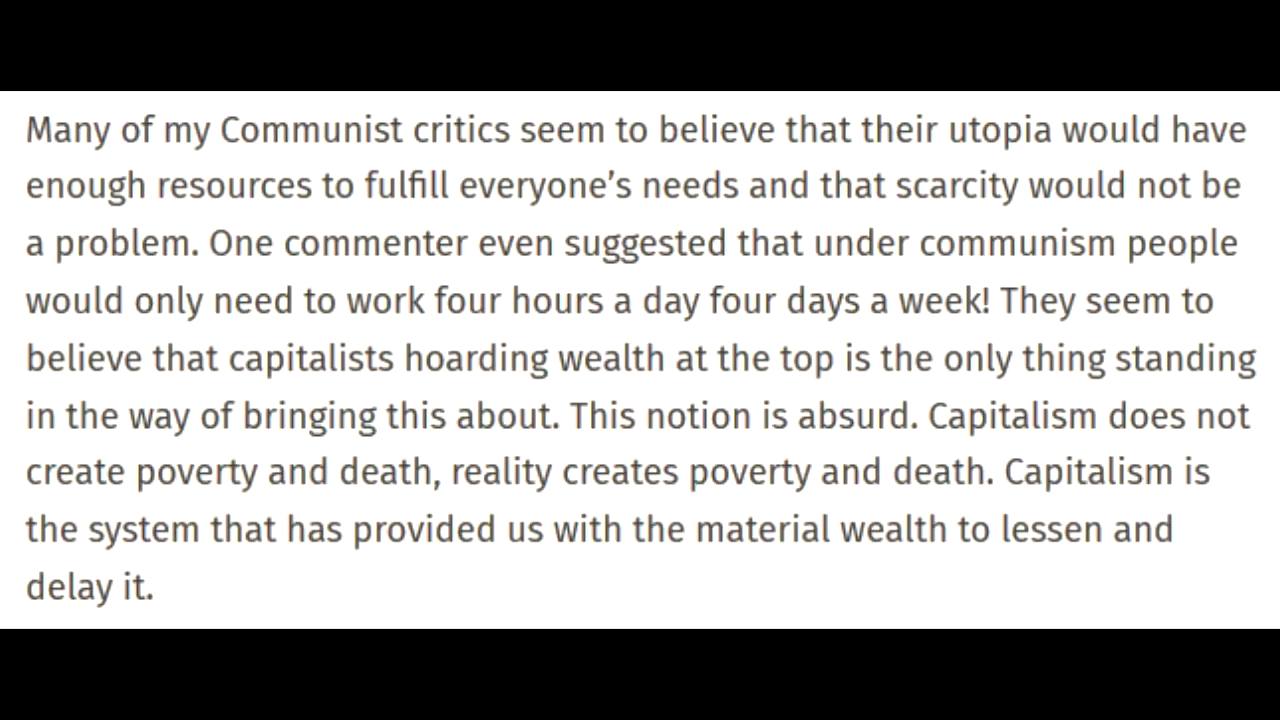 Many of my Communist critics seem to believe that their utopia would have
enough resources to fulfill everyone’s needs and that scarcity would not be
a problem. One commenter even suggested that under communism people
would only need to work four hours a day four days a week! They seem to
believe that capitalists hoarding wealth at the top is the only thing standing
in the way of bringing this about. This notion is absurd. Capitalism does not
create poverty and death, reality creates poverty and death. Capitalism is
the system that has provided us with the material wealth to lessen and
delay it.